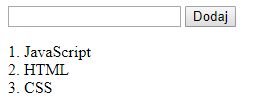 Dodaj
1. JavaScript
2. HTML
3. CSS